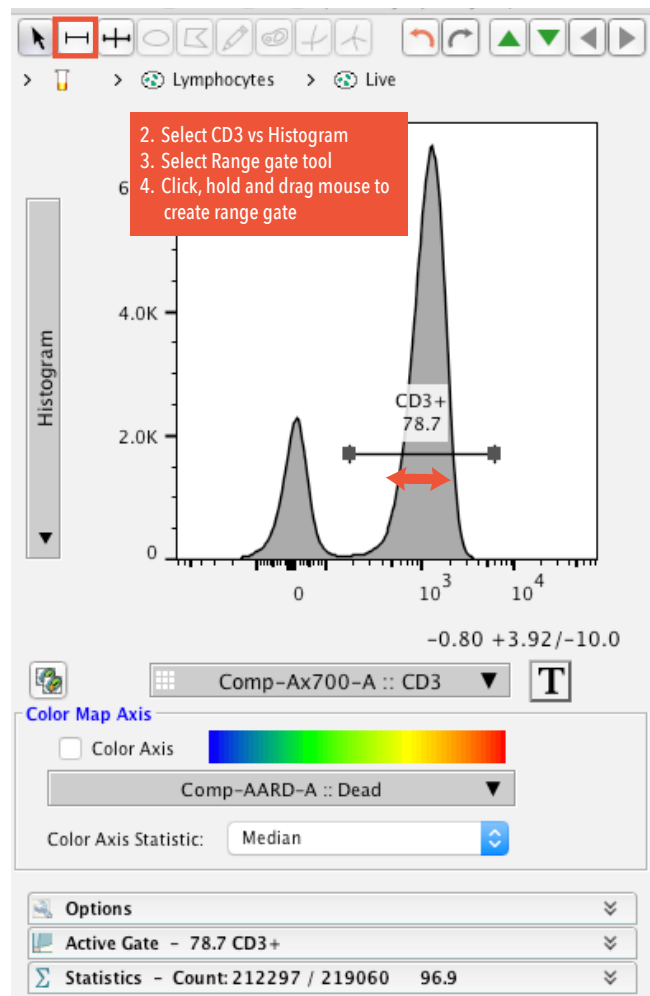 > > Lymphocytes > Live
2. Select CD3 vs Histogram
3. Select Range gate tool
4. Click, hold and drag mouse to
create range gate
6
4.0K
2.0K
0
Histogram
CD3+
78.7
0 10³ 10⁴
-0.80 +3.92/-10.0
Comp-Ax700-A :: CD3 T
Color Map Axis
Color Axis
Comp-AARD-A :: Dead
Color Axis Statistic: Median
Options
Active Gate - 78.7 CD3+
Statistics - Count: 212297 / 219060 96.9